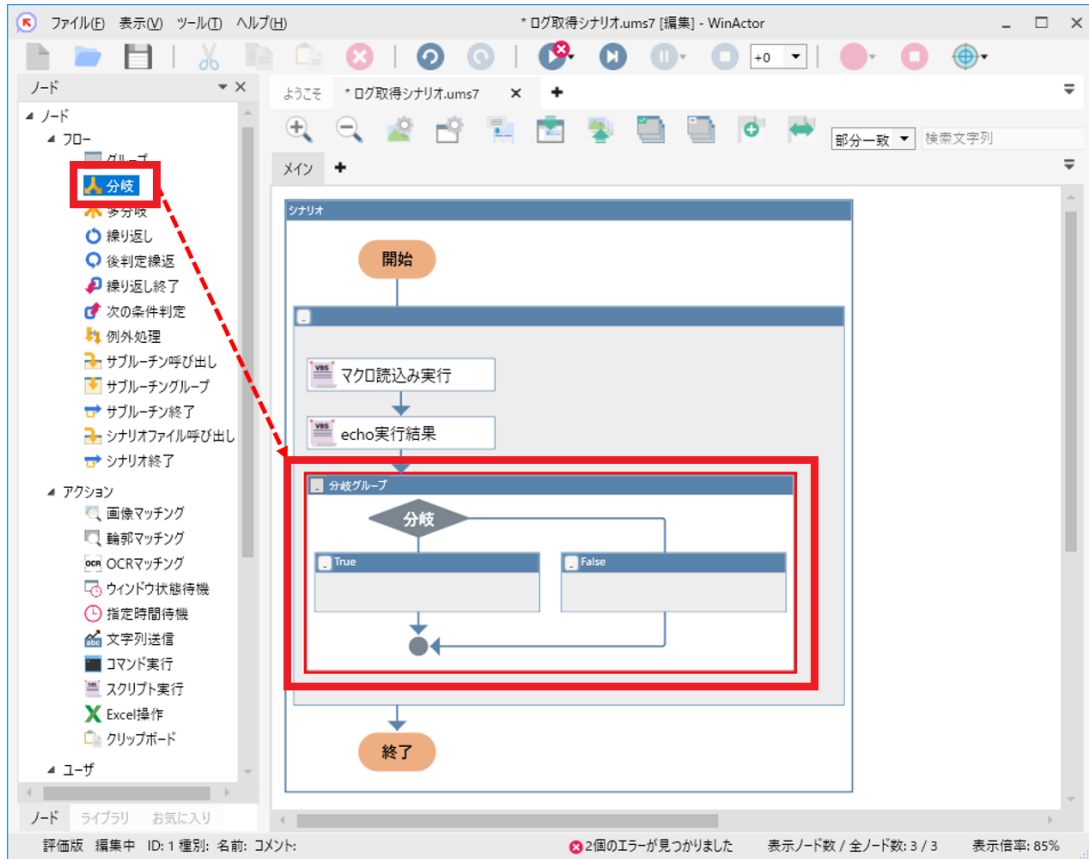 ファイル(F) 表示(V) ツール(T) ヘルプ(H)
* ログ取得シナリオ.ums7 [編集] - WinActor
+0
ノード
ようこそ * ログ取得シナリオ.ums7
部分一致 検索文字列
メイン
ノード
フロー
グループ
分岐
多分岐
繰り返し
後判定繰返
繰り返し終了
次の条件判定
例外処理
サブルーチン呼び出し
サブルーチングループ
サブルーチン終了
シナリオファイル呼び出し
シナリオ終了
アクション
画像マッチング
輪郭マッチング
OCR OCRマッチング
ウィンドウ状態待機
指定時間待機
abc 文字列送信
コマンド実行
スクリプト実行
Excel操作
クリップボード
ユーザ
ノード ライブラリ お気に入り
シナリオ
開始
VBS マクロ読込み実行
VBS echo実行結果
分岐グループ
分岐
True False
終了
評価版 編集中 ID: 1 種別: 名前: コメント: 2個のエラーが見つかりました 表示ノード数 / 全ノード数: 3 / 3 表示倍率: 85%